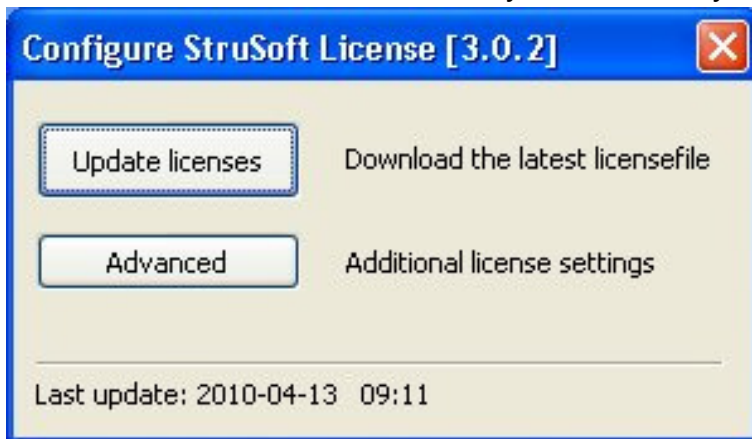 Configure StruSoft License [3.0.2]
Update licenses Download the latest licensefile
Advanced Additional license settings
Last update: 2010-04-13 09:11